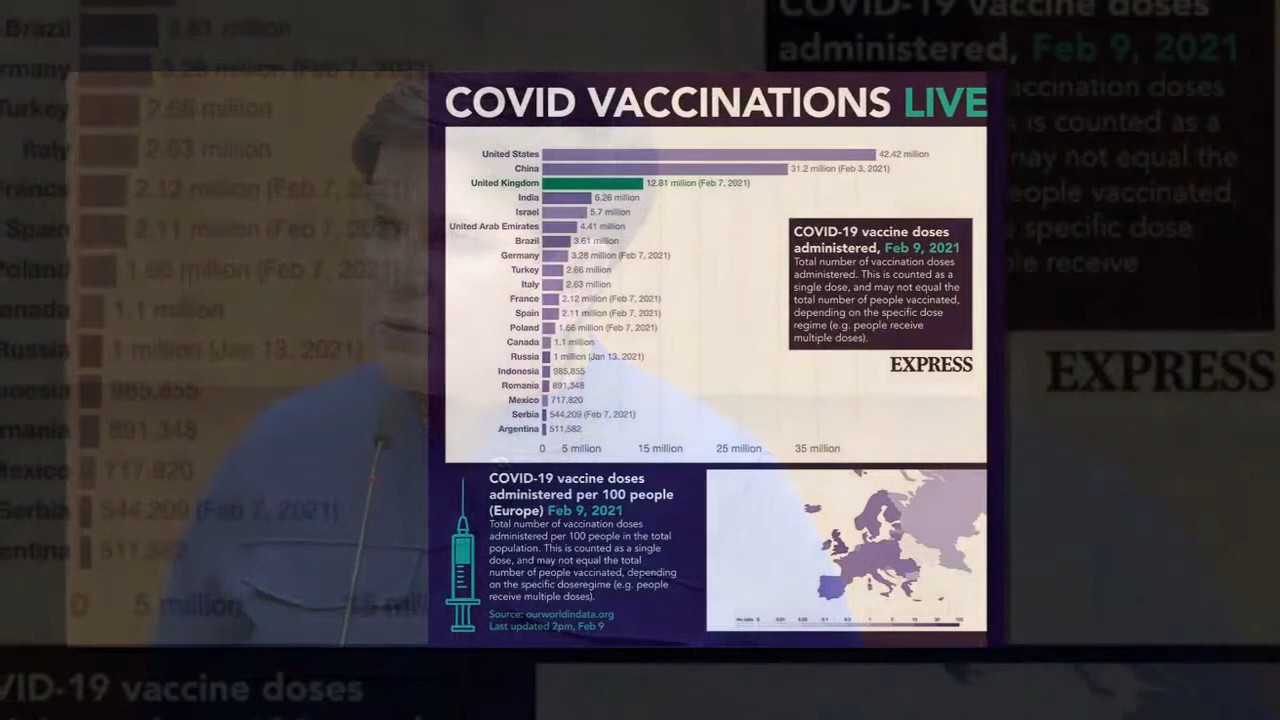 COVID VACCINATIONS LIVE
United States 42.42 million
China 31.2 million (Feb 3, 2021)
United Kingdom 12.81 million (Feb 7, 2021)
India 6.26 million
Israel 5.7 million
United Arab Emirates 4.41 million
Brazil 3.61 million
Germany 3.28 million (Feb 7, 2021)
Turkey 2.66 million
Italy 2.63 million
France 2.12 million (Feb 7, 2021)
Spain 2.11 million (Feb 7, 2021)
Poland 1.66 million (Feb 7, 2021)
Canada 1.1 million
Russia 1 million (Jan 13, 2021)
Indonesia 985,855
Romania 891,348
Mexico 717,820
Serbia 544,209 (Feb 7, 2021)
Argentina 511,582
0 5 million 15 million 25 million 35 million
COVID-19 vaccine doses
administered, Feb 9, 2021
Total number of vaccination doses
administered. This is counted as a
single dose, and may not equal the
total number of people vaccinated,
depending on the specific dose
regime (e.g. people receive
multiple doses).
EXPRESS
COVID-19 vaccine doses
administered per 100 people
(Europe) Feb 9, 2021
Total number of vaccination doses
administered per 100 people in the total
population. This is counted as a single
dose, and may not equal the total
number of people vaccinated, depending
on the specific doseregime (e.g. people
receive multiple doses).
Source: ourworldindata.org
Last updated 2pm, Feb 9
No data 0